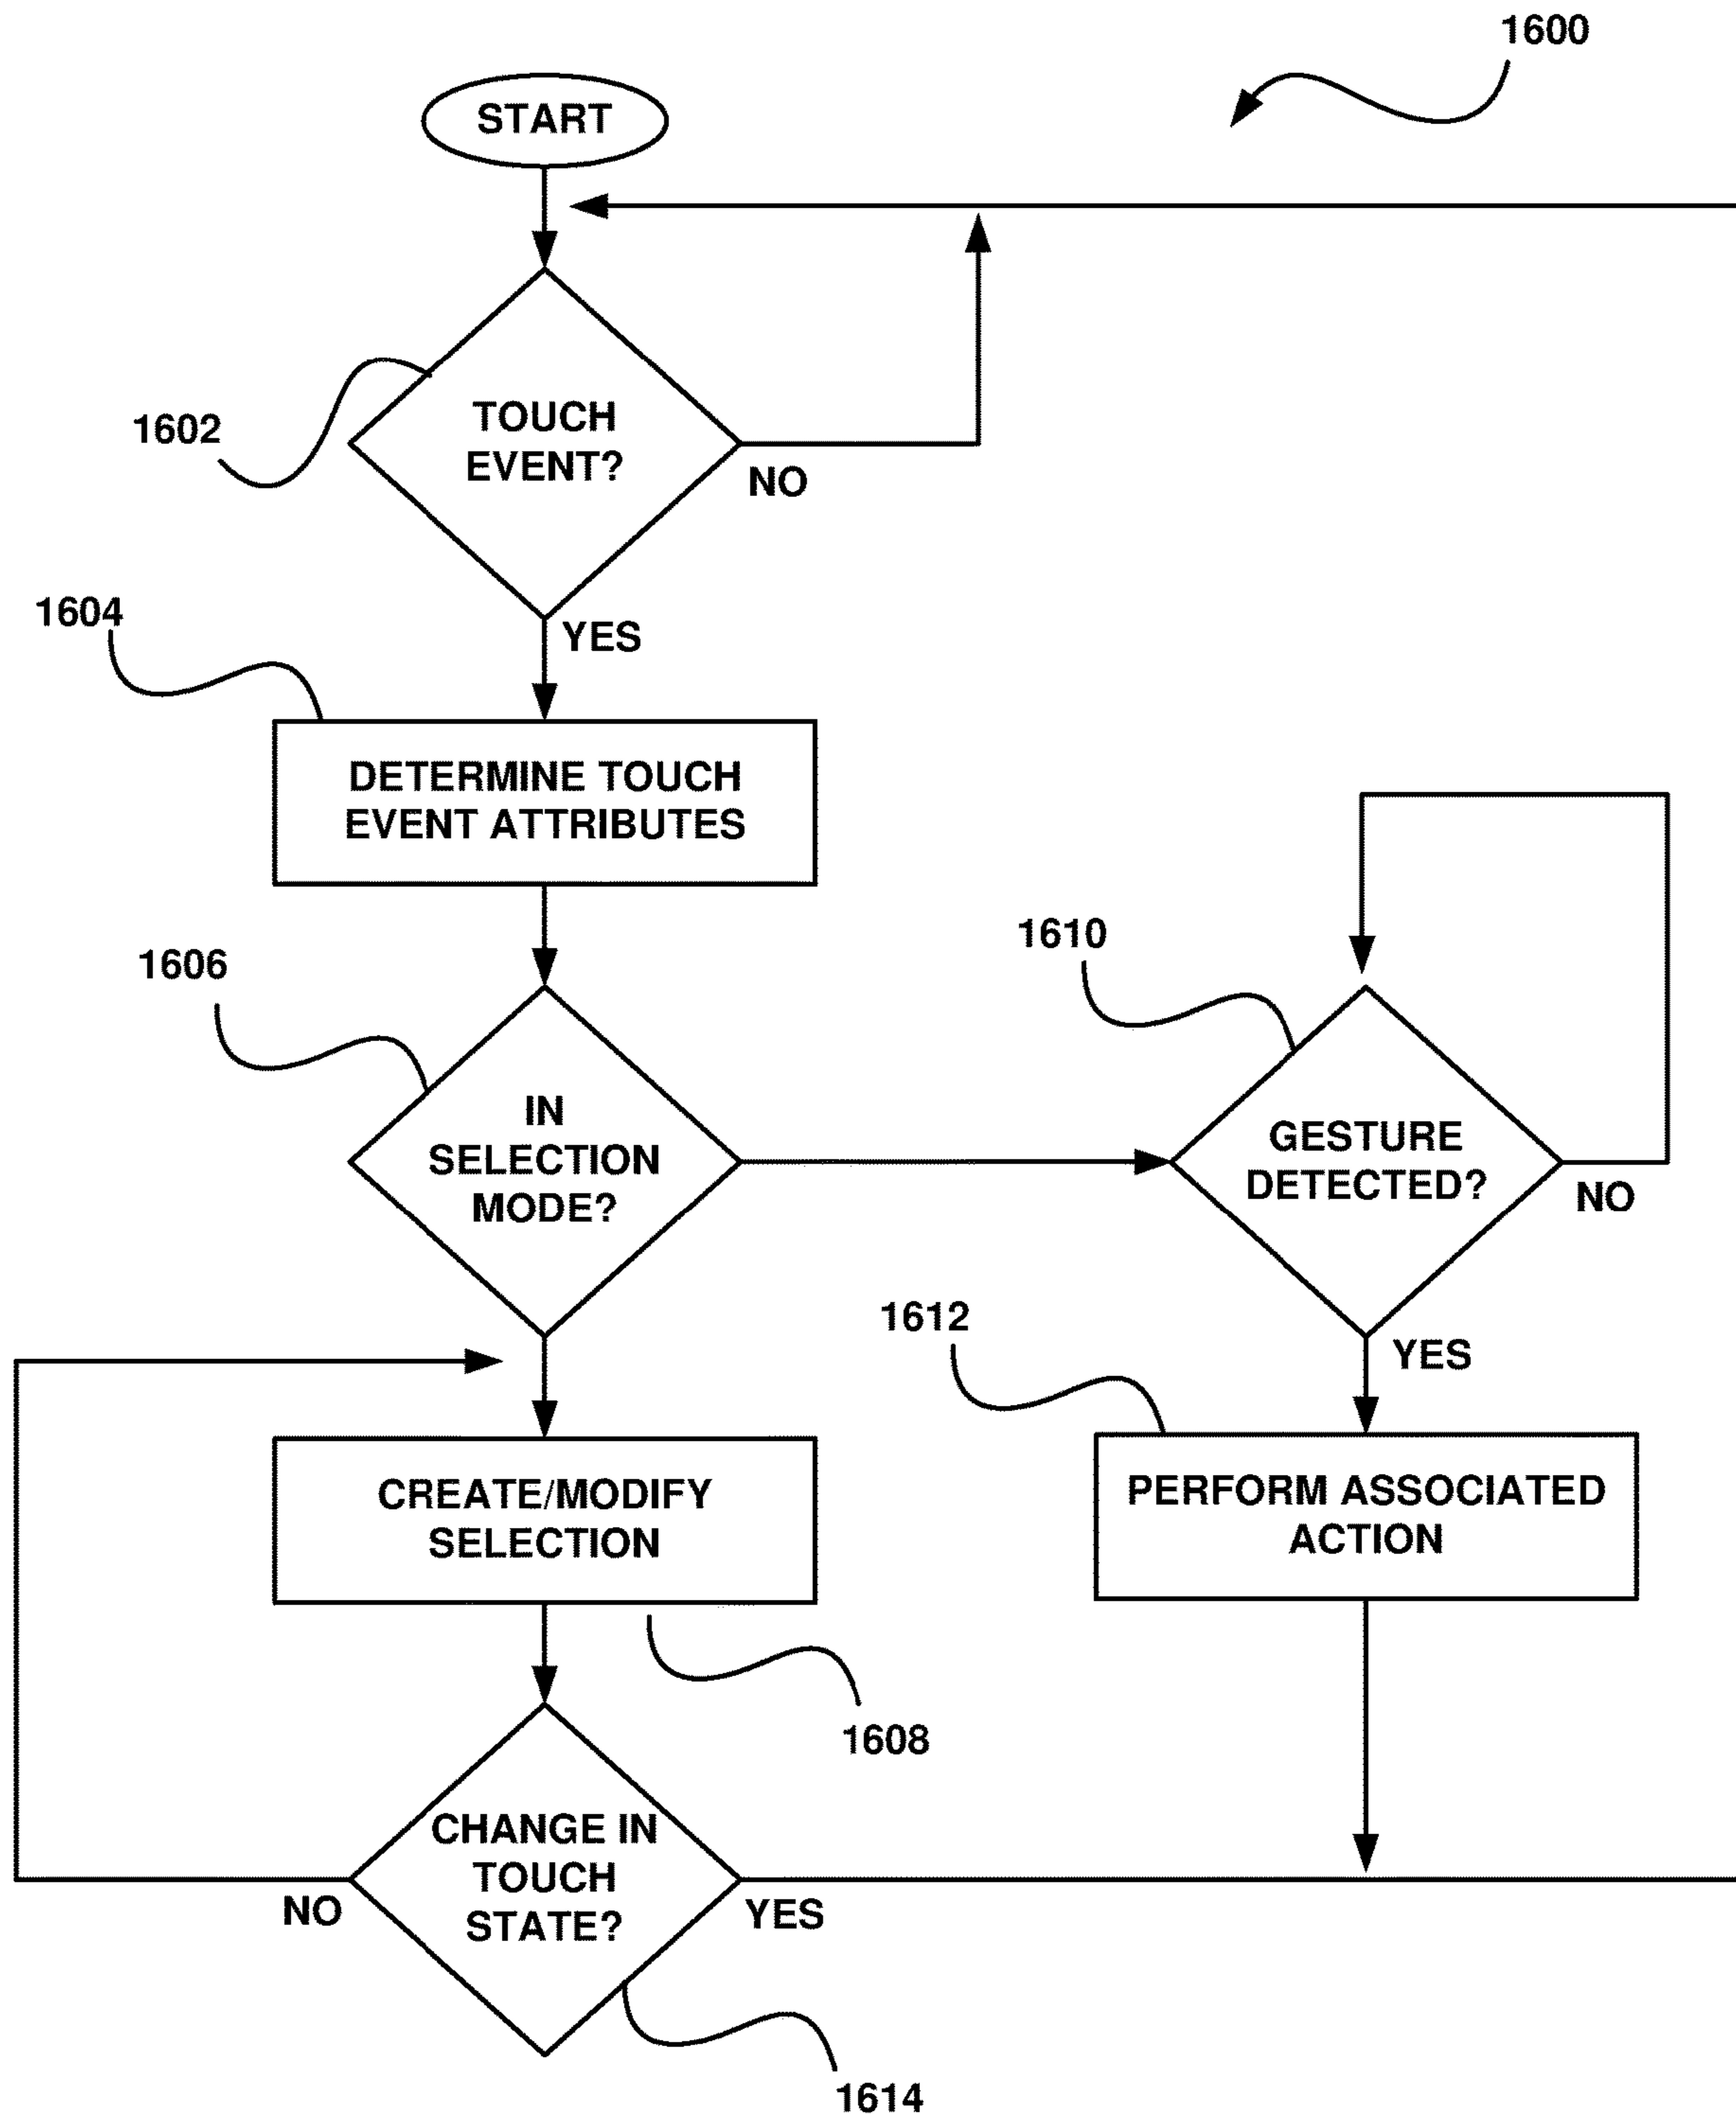 1600
START
1602
TOUCH
EVENT?
NO
1604
YES
DETERMINE TOUCH
EVENT ATTRIBUTES
1606
IN
SELECTION
MODE?
1610
GESTURE
DETECTED?
NO
1612
YES
CREATE/MODIFY
SELECTION
PERFORM ASSOCIATED
ACTION
1608
CHANGE IN
TOUCH
STATE?
NO
YES
1614